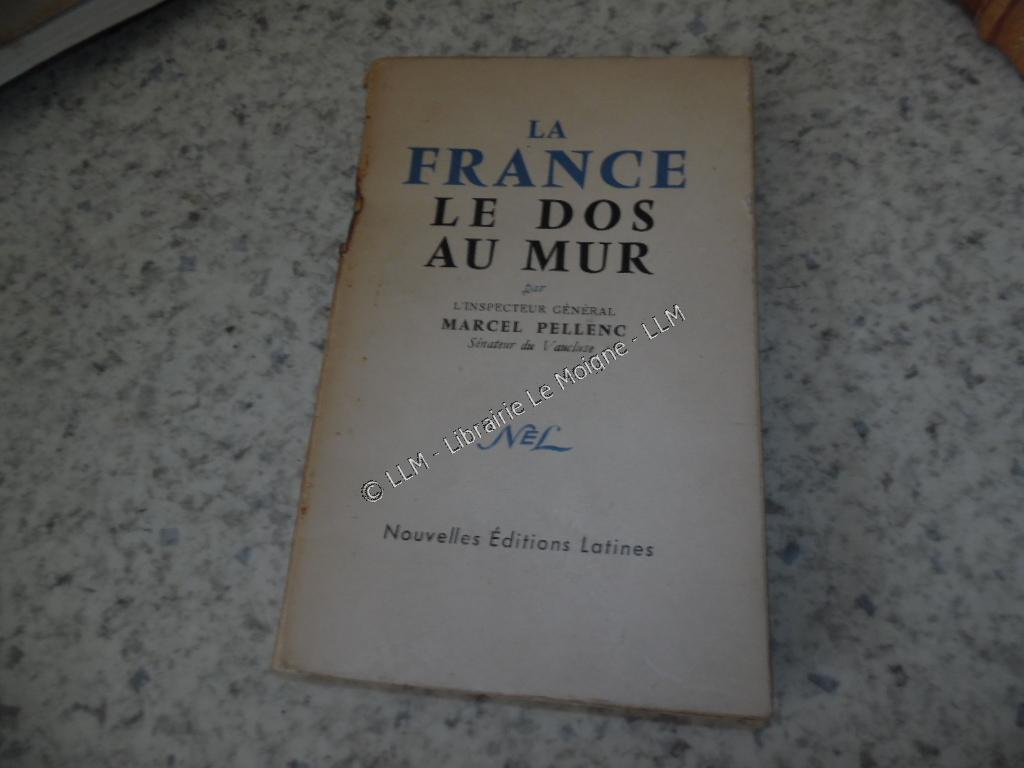 LA
FRANCE
LE DOS
AU MUR
par
L'INSPECTEUR GÉNÉRAL
MARCEL PELLENC
Sénateur du Vaucluse
© LLM - Librairie Le Moigne - LLM
NEL
Nouvelles Éditions Latines